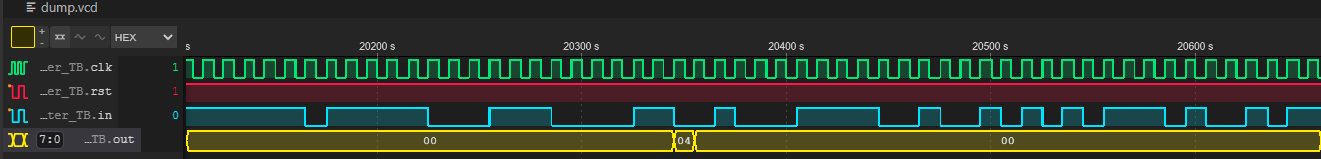 dump.vcd
+
-
HEX
s 20200 s 20300 s 20400 s 20500 s 20600 s
…er_TB.clk 1
…er_TB.rst 1
…ter_TB.in 0
7:0 …TB.out 00 04 00